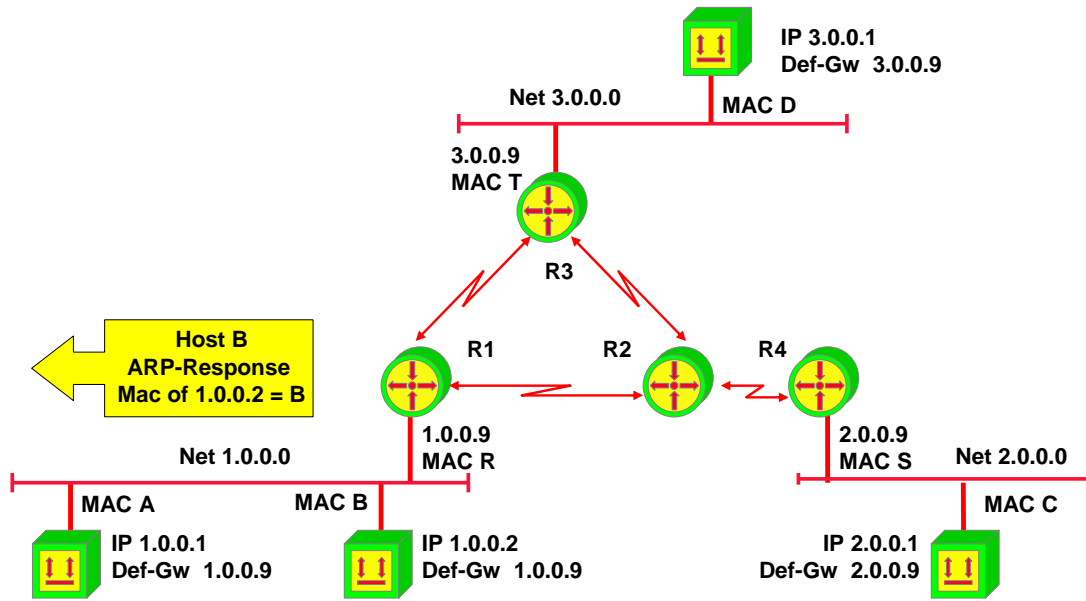 IP 3.0.0.1
Def-Gw 3.0.0.9
Net 3.0.0.0
MAC D
3.0.0.9
MAC T
R3
Host B
ARP-Response
Mac of 1.0.0.2 = B
R1
R2
R4
1.0.0.9
MAC R
2.0.0.9
MAC S
Net 1.0.0.0
Net 2.0.0.0
MAC A
MAC B
MAC C
IP 1.0.0.1
Def-Gw 1.0.0.9
IP 1.0.0.2
Def-Gw 1.0.0.9
IP 2.0.0.1
Def-Gw 2.0.0.9